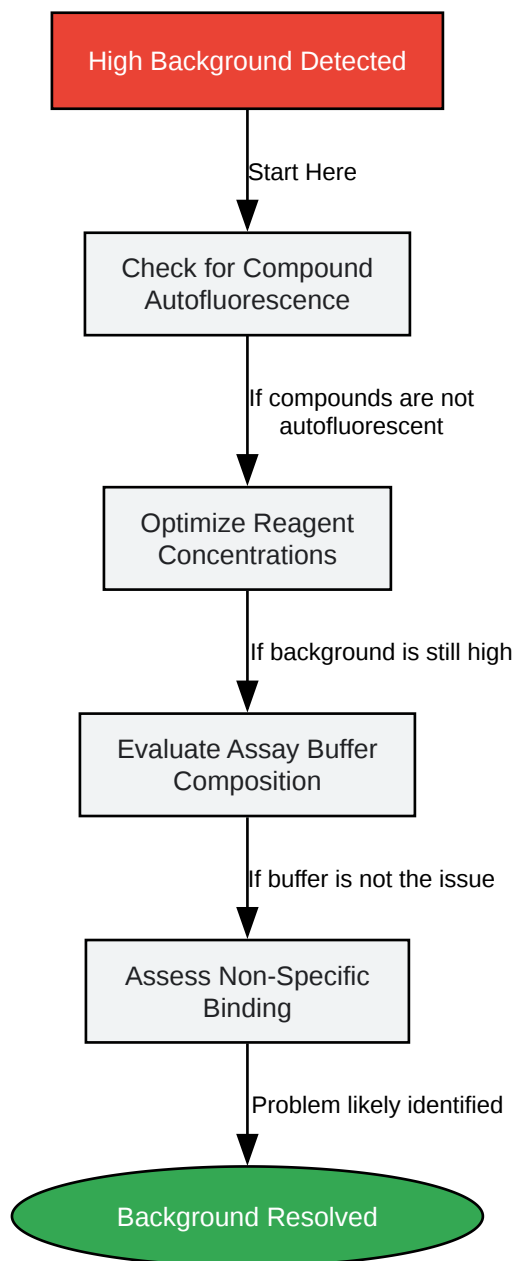 High Background Detected
Start Here
Check for Compound
Autofluorescence
If compounds are not
autofluorescent
Optimize Reagent
Concentrations
If background is still high
Evaluate Assay Buffer
Composition
If buffer is not the issue
Assess Non-Specific
Binding
Problem likely identified
Background Resolved